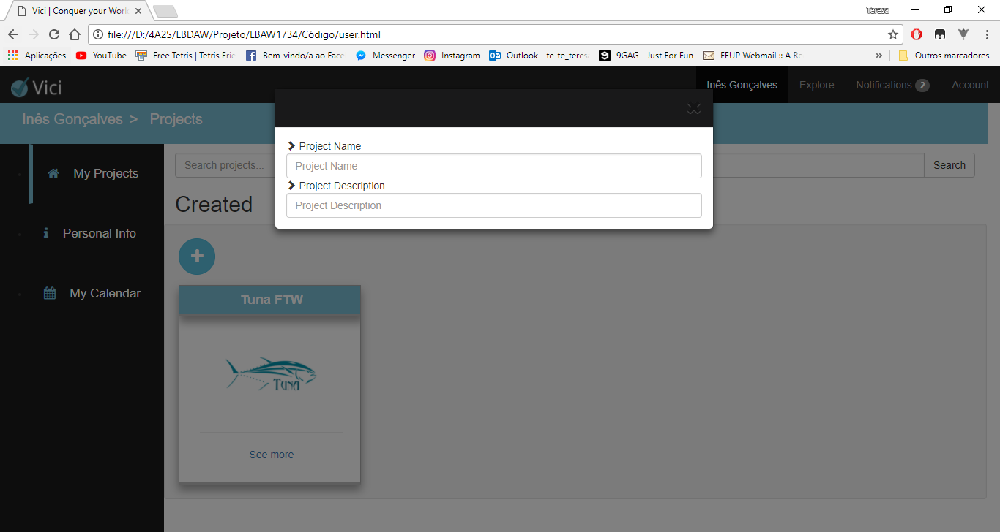 Vici | Conquer your Worl
Teresa
file:///D:/4A2S/LBDAW/Projeto/LBAW1734/Código/user.html
Aplicações YouTube Free Tetris | Tetris Frie Bem-vindo/a ao Face Messenger Instagram Outlook - te-te_teres 9GAG - Just For Fun FEUP Webmail :: A Re » Outros marcadores
Vici Inês Gonçalves Explore Notifications 2 Account
Inês Gonçalves > Projects
Project Name
Project Name
Project Description
Project Description
My Projects
Personal Info
My Calendar
Search projects... Search
Created
Tuna FTW
Tuna
See more